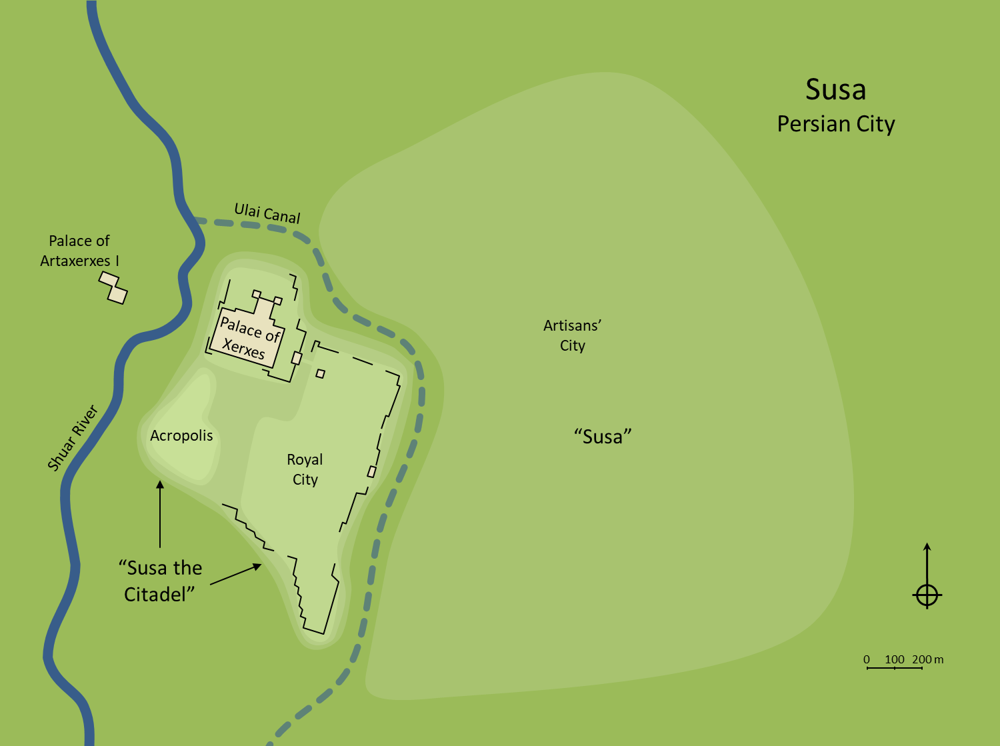 Susa
Persian City
Ulai Canal
Palace of
Artaxerxes I
Palace of
Xerxes
Artisans’
City
“Susa”
Acropolis
Royal
City
Shuar River
“Susa the
Citadel”
0 100 200 m